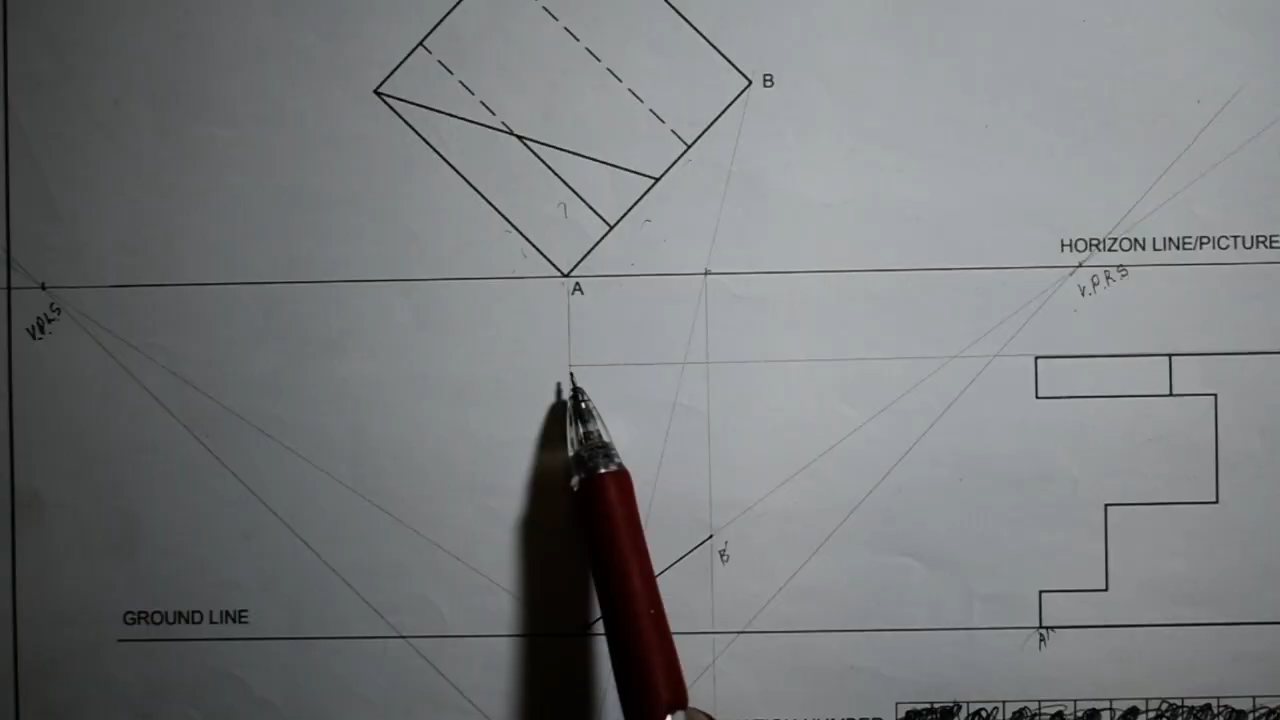 B
HORIZON LINE/PICTURE
A
V.P.R.S
V.P.L.S
B'
GROUND LINE
A"